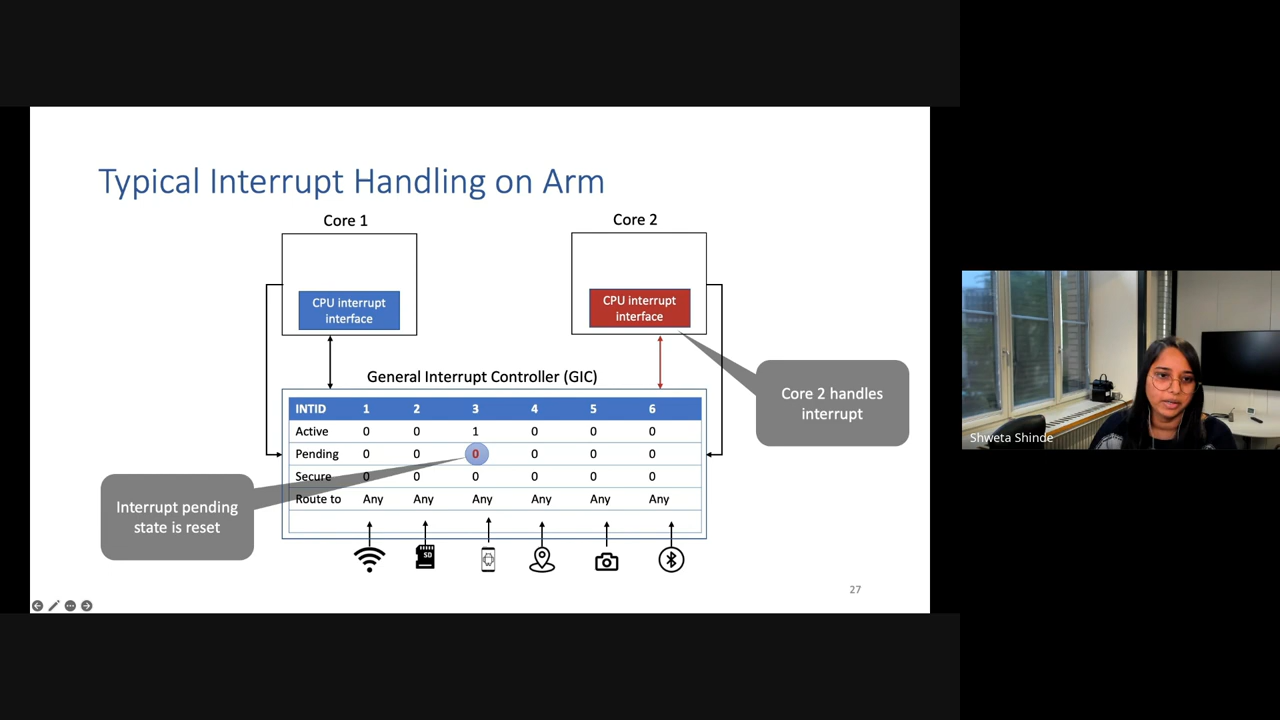 Typical Interrupt Handling on Arm
Core 1
Core 2
CPU interrupt
interface
CPU interrupt
interface
General Interrupt Controller (GIC)
Core 2 handles
interrupt
INTID 1 2 3 4 5 6
Active 0 0 1 0 0 0
Pending 0 0 0 0 0 0
Secure 0 0 0 0 0 0
Route to Any Any Any Any Any Any
Interrupt pending
state is reset
SD
27
Shweta Shinde